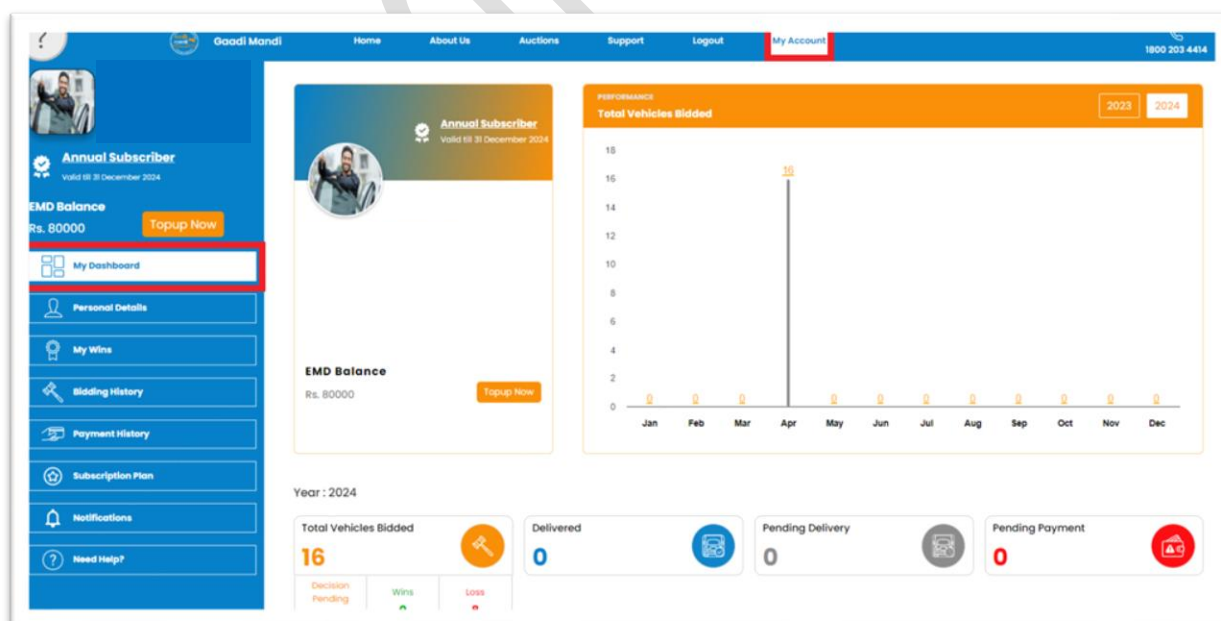 ?
Gaadi Mandi Home About Us Auctions Support Logout My Account 1800 203 4414
Annual Subscriber
Valid till 31 December 2024
EMD Balance
Rs. 80000 Topup Now
My Dashboard
Personal Details
My Wins
Bidding History
Payment History
Subscription Plan
Notifications
Need Help?
Annual Subscriber
Valid till 31 December 2024
EMD Balance
Rs. 80000 Topup Now
PERFORMANCE
Total Vehicles Bidded 2023 2024
18
16 16
14
12
10
8
6
4
2
0 0 0 0 0 0 0 0 0 0 0 0
Jan Feb Mar Apr May Jun Jul Aug Sep Oct Nov Dec
Year : 2024
Total Vehicles Bidded
16
Decision Wins Loss
Pending
Delivered
0
Pending Delivery
0
Pending Payment
0